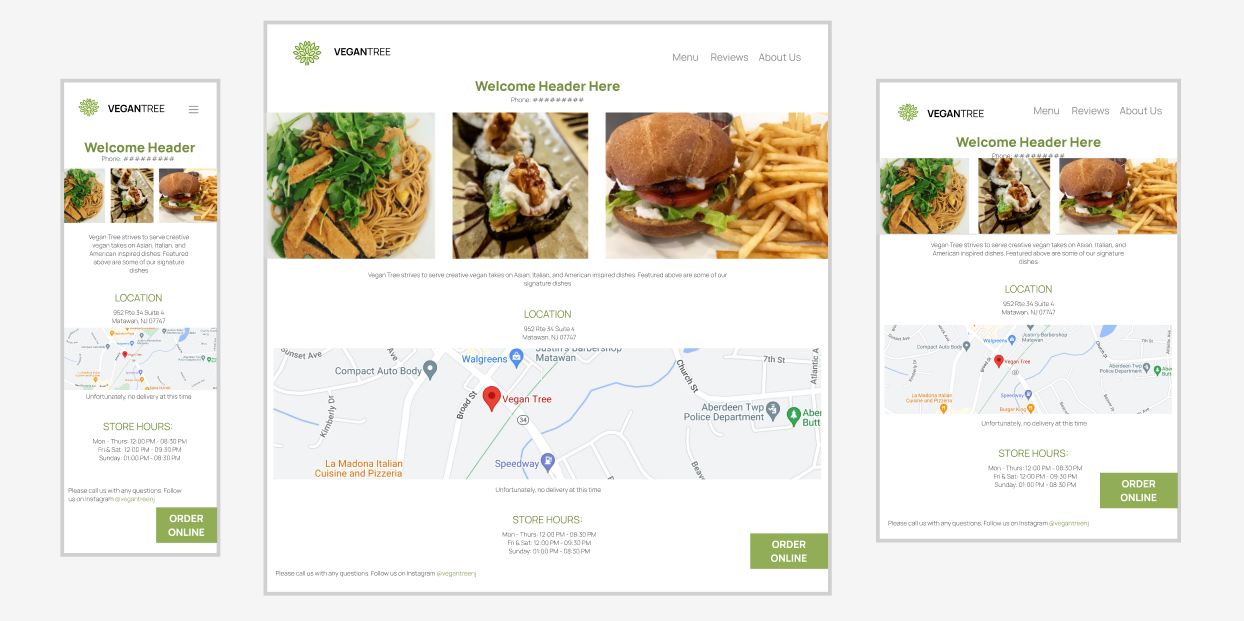 VEGANTREE
Welcome Header
Phone: #########
Vegan Tree strives to serve creative
vegan takes on Asian, Italian, and
American inspired dishes. Featured
above are some of our signature
dishes
LOCATION
952 Rte 34 Suite 4
Matawan, NJ 07747
Vegan Tree
Unfortunately, no delivery at this time
STORE HOURS:
Mon - Thurs: 12:00 PM - 08:30 PM
Fri & Sat: 12:00 PM - 09:30 PM
Sunday: 01:00 PM - 08:30 PM
Please call us with any questions. Follow
us on Instagram @vegantreenj
ORDER
ONLINE
VEGANTREE
Menu Reviews About Us
Welcome Header Here
Phone: #########
Vegan Tree strives to serve creative vegan takes on Asian, Italian, and American inspired dishes. Featured above are some of our
signature dishes
LOCATION
952 Rte 34 Suite 4
Matawan, NJ 07747
Sunset Ave
Walgreens
Justin's Barbershop
Matawan
7th St
Atlantic A
Compact Auto Body
Church St
Kimberly Dr
Broad St
Vegan Tree
34
Aberdeen Twp
Police Department
Aber
Butt
La Madona Italian
Cuisine and Pizzeria
Speedway
Unfortunately, no delivery at this time
STORE HOURS:
Mon - Thurs: 12:00 PM - 08:30 PM
Fri & Sat: 12:00 PM - 09:30 PM
Sunday: 01:00 PM - 08:30 PM
ORDER
ONLINE
Please call us with any questions. Follow us on Instagram @vegantreenj
VEGANTREE
Menu Reviews About Us
Welcome Header Here
Phone: #########
Vegan Tree strives to serve creative vegan takes on Asian, Italian, and
American inspired dishes. Featured above are some of our signature
dishes
LOCATION
952 Rte 34 Suite 4
Matawan, NJ 07747
Walgreens
Justin's Barbershop
Matawan
Compact Auto Body
Church St
Kimberly Dr
Broad St
Vegan Tree
34
Aberdeen Twp
Police Department
Aber
Butt
La Madona Italian
Cuisine and Pizzeria
Speedway
Burger King
Unfortunately, no delivery at this time
STORE HOURS:
Mon - Thurs: 12:00 PM - 08:30 PM
Fri & Sat: 12:00 PM - 09:30 PM
Sunday: 01:00 PM - 08:30 PM
ORDER
ONLINE
Please call us with any questions. Follow us on Instagram @vegantreenj